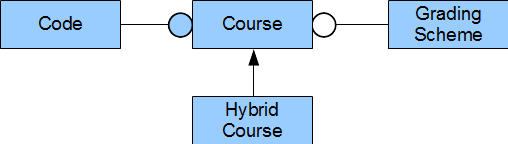 Code
Course
Grading
Scheme
Hybrid
Course